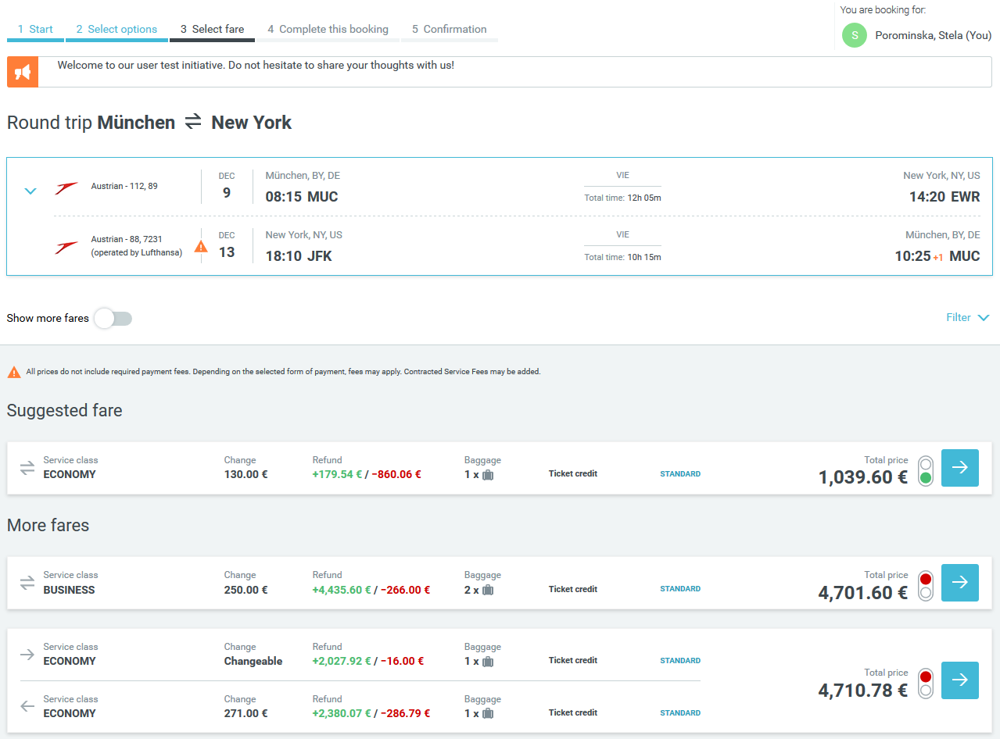 1 Start 2 Select options 3 Select fare 4 Complete this booking 5 Confirmation
You are booking for:
S Porominska, Stela (You)
Welcome to our user test initiative. Do not hesitate to share your thoughts with us!
Round trip München ⇌ New York
Austrian - 112, 89
DEC
9
München, BY, DE
08:15 MUC
VIE
Total time: 12h 05m
New York, NY, US
14:20 EWR
Austrian - 88, 7231
(operated by Lufthansa)
DEC
13
New York, NY, US
18:10 JFK
VIE
Total time: 10h 15m
München, BY, DE
10:25 +1 MUC
Show more fares
Filter
All prices do not include required payment fees. Depending on the selected form of payment, fees may apply. Contracted Service Fees may be added.
Suggested fare
Service class Change Refund Baggage Total price
ECONOMY 130.00 € +179.54 € / −860.06 € 1 x Ticket credit STANDARD 1,039.60 €
More fares
Service class Change Refund Baggage Total price
BUSINESS 250.00 € +4,435.60 € / −266.00 € 2 x Ticket credit STANDARD 4,701.60 €
Service class Change Refund Baggage
ECONOMY Changeable +2,027.92 € / −16.00 € 1 x Ticket credit STANDARD
Total price
4,710.78 €
Service class Change Refund Baggage
ECONOMY 271.00 € +2,380.07 € / −286.79 € 1 x Ticket credit STANDARD